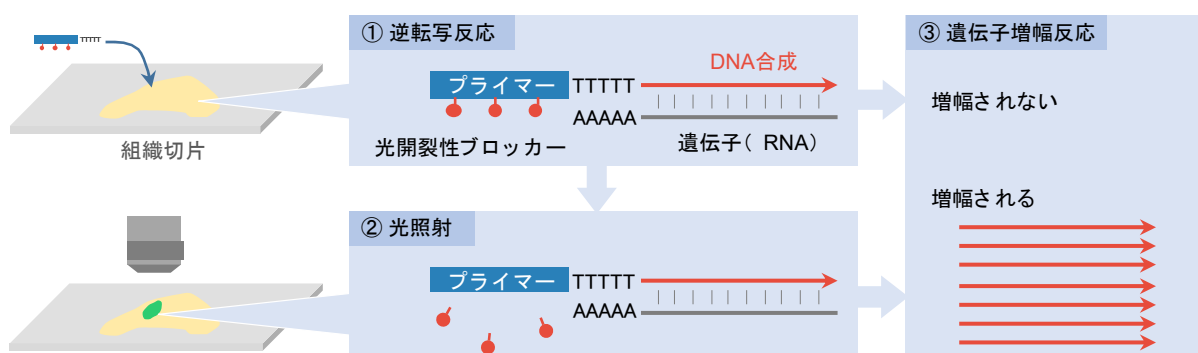 TTTTT
組織切片
① 逆転写反応
プライマー
TTTTT
DNA合成
AAAAA
光開裂性ブロッカー
遺伝子( RNA)
② 光照射
プライマー
TTTTT
AAAAA
③ 遺伝子増幅反応
増幅されない
増幅される